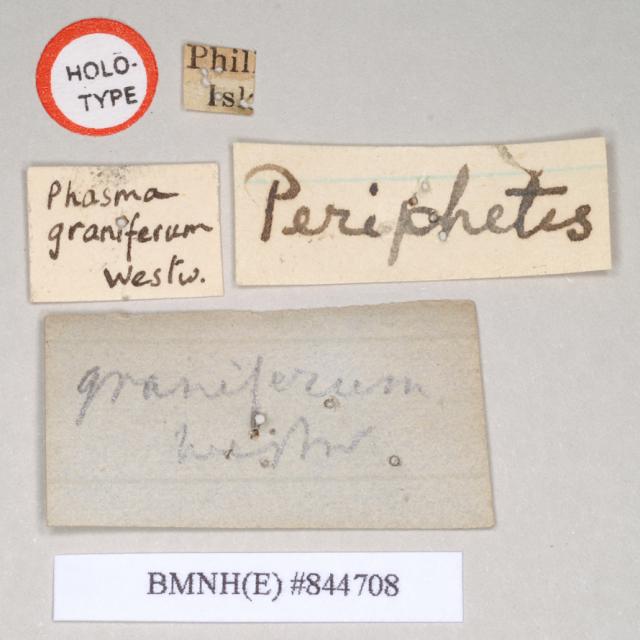 HOLO-
TYPE
Phil
Isl
Phasma
graniferum
Westw.
Periphetes
graniferum
westw.
BMNH(E) #844708